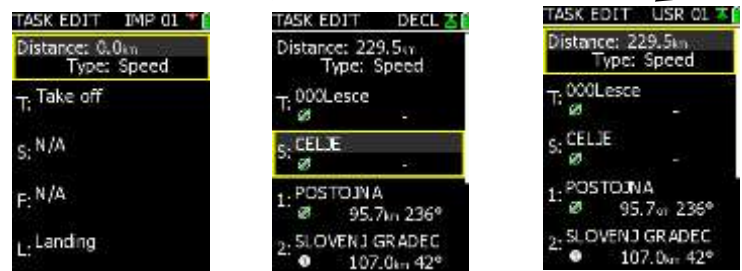 TASK EDIT IMP 01
Distance: 0.0km
Type: Speed
T: Take off
S: N/A
F: N/A
L: Landing
TASK EDIT DECL
Distance: 229.5km
Type: Speed
T: 000Lesce
-
S: CELJE
-
1: POSTOJNA
95.7km 236°
2: SLOVENJ GRADEC
107.0km 42°
TASK EDIT USR 01
Distance: 229.5km
Type: Speed
T: 000Lesce
-
S: CELJE
-
1: POSTOJNA
95.7km 236°
2: SLOVENJ GRADEC
107.0km 42°